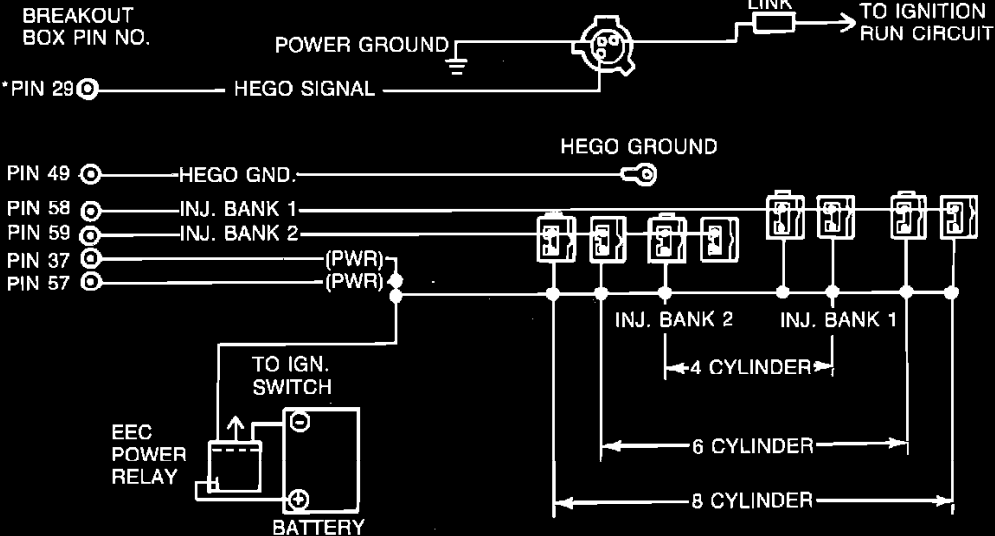 BREAKOUT
BOX PIN NO.
POWER GROUND
LINK
TO IGNITION
RUN CIRCUIT
*PIN 29
HEGO SIGNAL
HEGO GROUND
PIN 49
HEGO GND.
PIN 58
INJ. BANK 1
PIN 59
INJ. BANK 2
PIN 37
(PWR)
PIN 57
(PWR)
INJ. BANK 2
INJ. BANK 1
4 CYLINDER
TO IGN.
SWITCH
EEC
POWER
RELAY
6 CYLINDER
8 CYLINDER
BATTERY